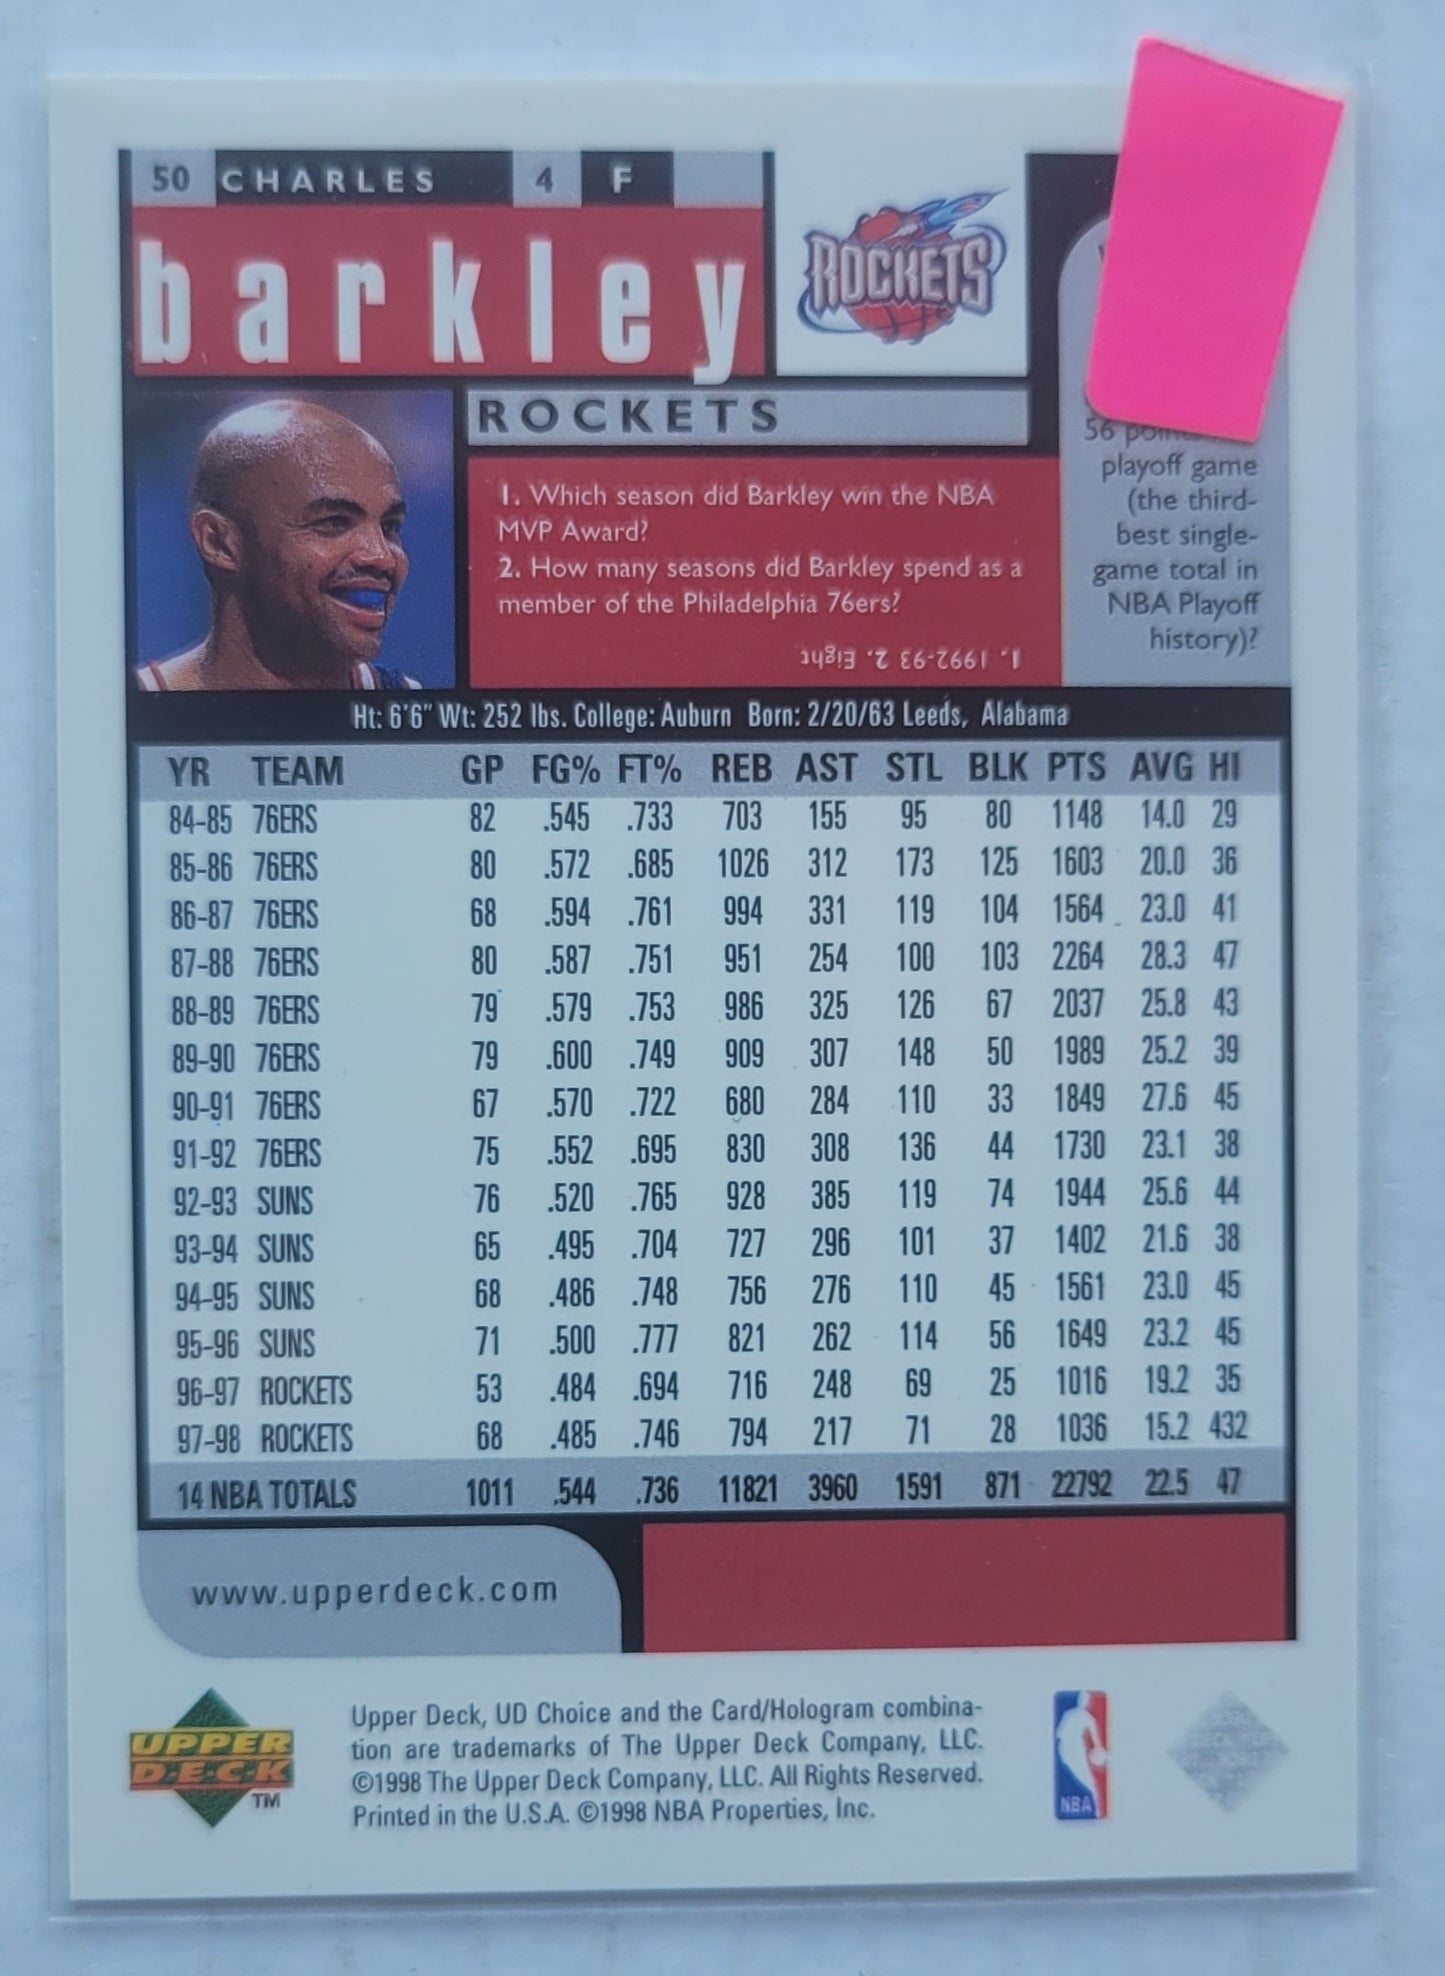 50 CHARLES 4 F
barkley
ROCKETS
ROCKETS
1. Which season did Barkley win the NBA
MVP Award?
2. How many seasons did Barkley spend as a
member of the Philadelphia 76ers?
1. 1992-93 2. Eight
56
playoff game
(the third-
best single-
game total in
NBA Playoff
history)?
Ht: 6'6" Wt: 252 lbs. College: Auburn Born: 2/20/63 Leeds, Alabama
YR TEAM GP FG% FT% REB AST STL BLK PTS AVG HI
84-85 76ERS 82 .545 .733 703 155 95 80 1148 14.0 29
85-86 76ERS 80 .572 .685 1026 312 173 125 1603 20.0 36
86-87 76ERS 68 .594 .761 994 331 119 104 1564 23.0 41
87-88 76ERS 80 .587 .751 951 254 100 103 2264 28.3 47
88-89 76ERS 79 .579 .753 986 325 126 67 2037 25.8 43
89-90 76ERS 79 .600 .749 909 307 148 50 1989 25.2 39
90-91 76ERS 67 .570 .722 680 284 110 33 1849 27.6 45
91-92 76ERS 75 .552 .695 830 308 136 44 1730 23.1 38
92-93 SUNS 76 .520 .765 928 385 119 74 1944 25.6 44
93-94 SUNS 65 .495 .704 727 296 101 37 1402 21.6 38
94-95 SUNS 68 .486 .748 756 276 110 45 1561 23.0 45
95-96 SUNS 71 .500 .777 821 262 114 56 1649 23.2 45
96-97 ROCKETS 53 .484 .694 716 248 69 25 1016 19.2 35
97-98 ROCKETS 68 .485 .746 794 217 71 28 1036 15.2 432
14 NBA TOTALS 1011 .544 .736 11821 3960 1591 871 22792 22.5 47
www.upperdeck.com
UPPER
DECK
TM
Upper Deck, UD Choice and the Card/Hologram combina-
tion are trademarks of The Upper Deck Company, LLC.
©1998 The Upper Deck Company, LLC. All Rights Reserved.
Printed in the U.S.A. ©1998 NBA Properties, Inc.
NBA